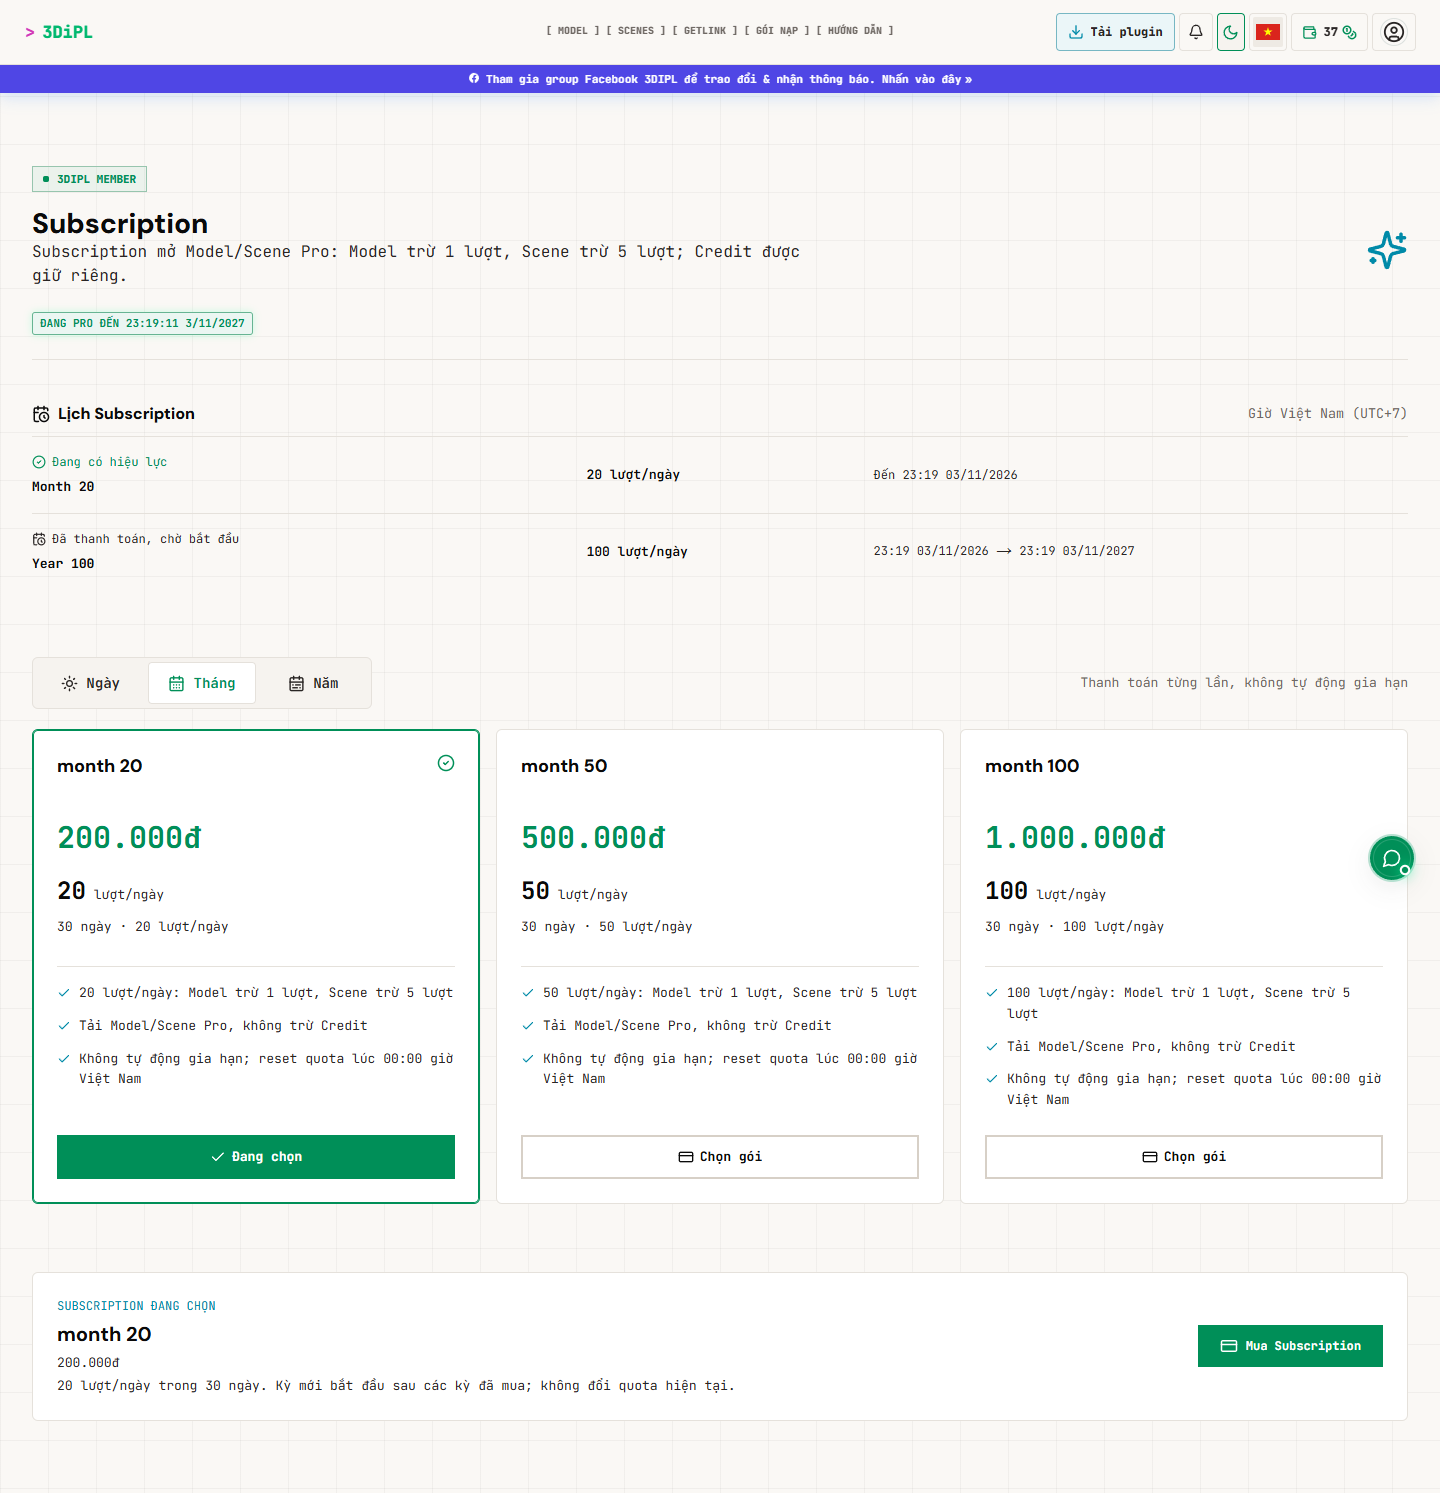 > 3DiPL
[ MODEL ] [ SCENES ] [ GETLINK ] [ GÓI NẠP ] [ HƯỚNG DẪN ]
Tải plugin
37
Tham gia group Facebook 3DIPL để trao đổi & nhận thông báo. Nhấn vào đây »
3DIPL MEMBER
Subscription
Subscription mở Model/Scene Pro: Model trừ 1 lượt, Scene trừ 5 lượt; Credit được
giữ riêng.
ĐANG PRO ĐẾN 23:19:11 3/11/2027
Lịch Subscription
Giờ Việt Nam (UTC+7)
Đang có hiệu lực
Month 20
20 lượt/ngày
Đến 23:19 03/11/2026
Đã thanh toán, chờ bắt đầu
Year 100
100 lượt/ngày
23:19 03/11/2026 → 23:19 03/11/2027
Ngày
Tháng
Năm
Thanh toán từng lần, không tự động gia hạn
month 20
200.000đ
20 lượt/ngày
30 ngày · 20 lượt/ngày
20 lượt/ngày: Model trừ 1 lượt, Scene trừ 5 lượt
Tải Model/Scene Pro, không trừ Credit
Không tự động gia hạn; reset quota lúc 00:00 giờ
Việt Nam
Đang chọn
month 50
500.000đ
50 lượt/ngày
30 ngày · 50 lượt/ngày
50 lượt/ngày: Model trừ 1 lượt, Scene trừ 5 lượt
Tải Model/Scene Pro, không trừ Credit
Không tự động gia hạn; reset quota lúc 00:00 giờ
Việt Nam
Chọn gói
month 100
1.000.000đ
100 lượt/ngày
30 ngày · 100 lượt/ngày
100 lượt/ngày: Model trừ 1 lượt, Scene trừ 5
lượt
Tải Model/Scene Pro, không trừ Credit
Không tự động gia hạn; reset quota lúc 00:00 giờ
Việt Nam
Chọn gói
SUBSCRIPTION ĐANG CHỌN
month 20
200.000đ
20 lượt/ngày trong 30 ngày. Kỳ mới bắt đầu sau các kỳ đã mua; không đổi quota hiện tại.
Mua Subscription